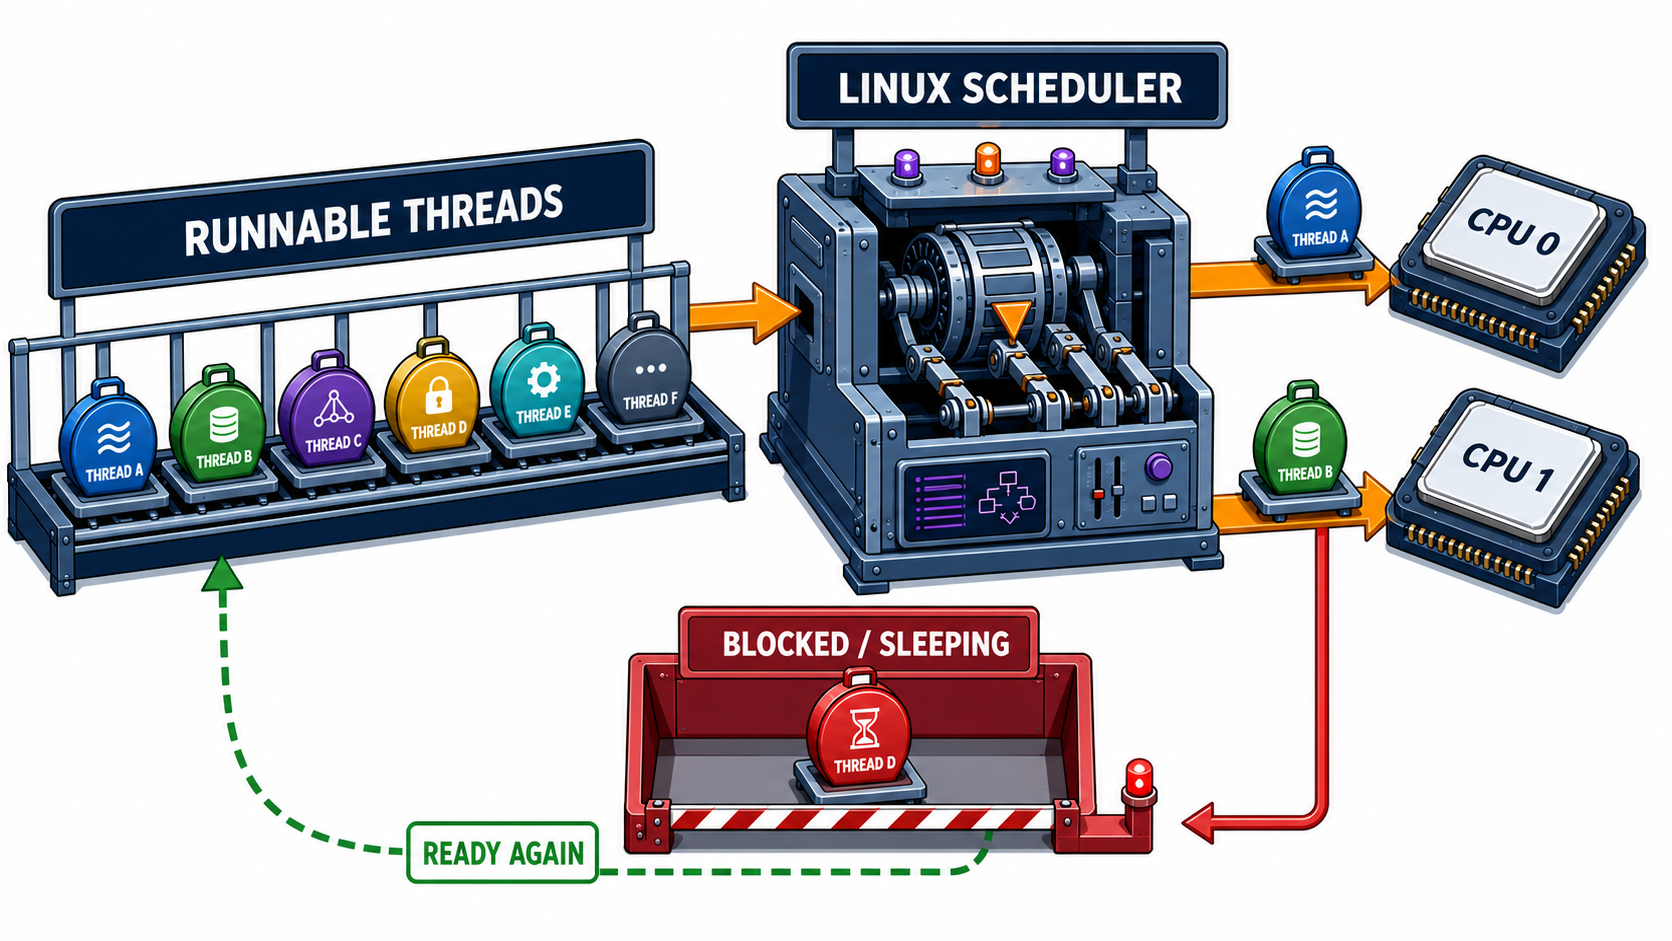 LINUX SCHEDULER
RUNNABLE THREADS
THREAD A
THREAD B
THREAD C
THREAD D
THREAD E
THREAD F
THREAD A
CPU 0
THREAD B
CPU 1
BLOCKED / SLEEPING
THREAD D
READY AGAIN